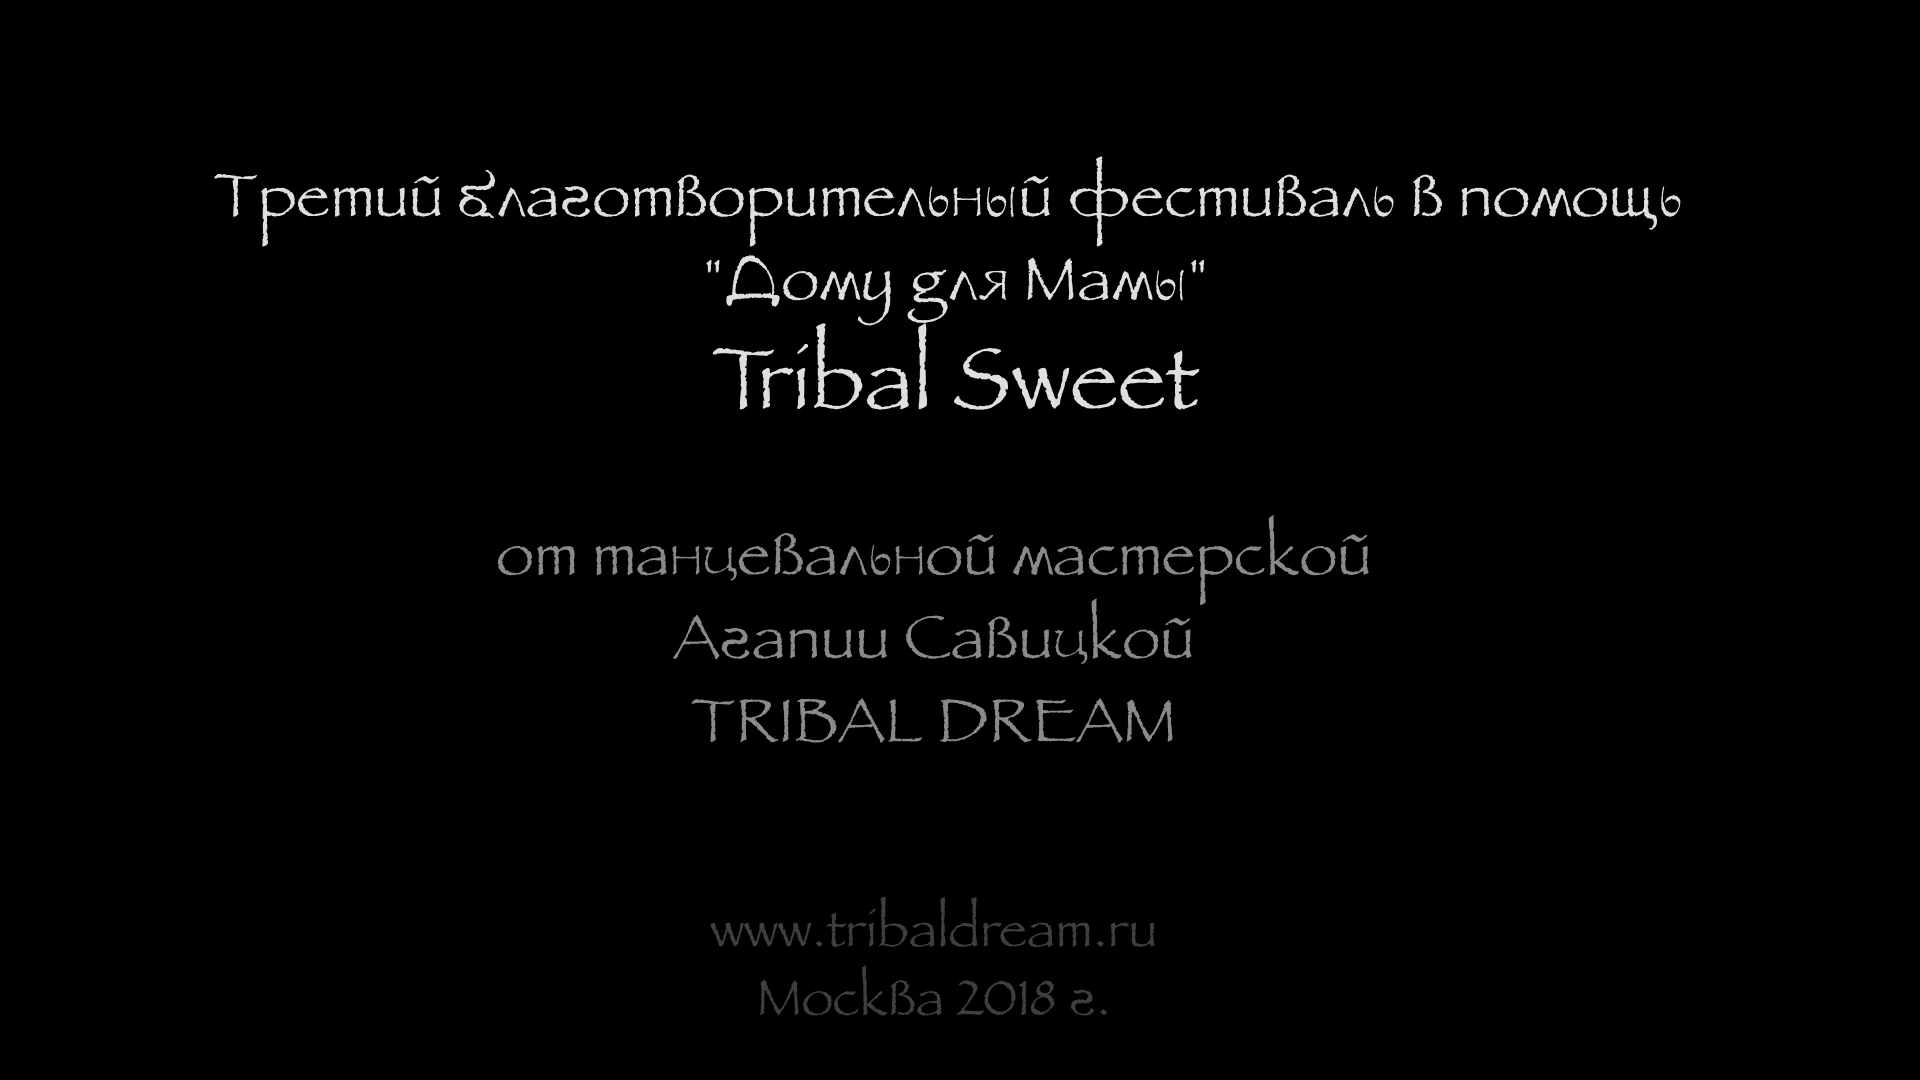 Третий благотворительный фестиваль в помощь
"Дому для Мамы"
Tribal Sweet
от танцевальной мастерской
Агапии Савицкой
TRIBAL DREAM
www.tribaldream.ru
Москва 2018 г.